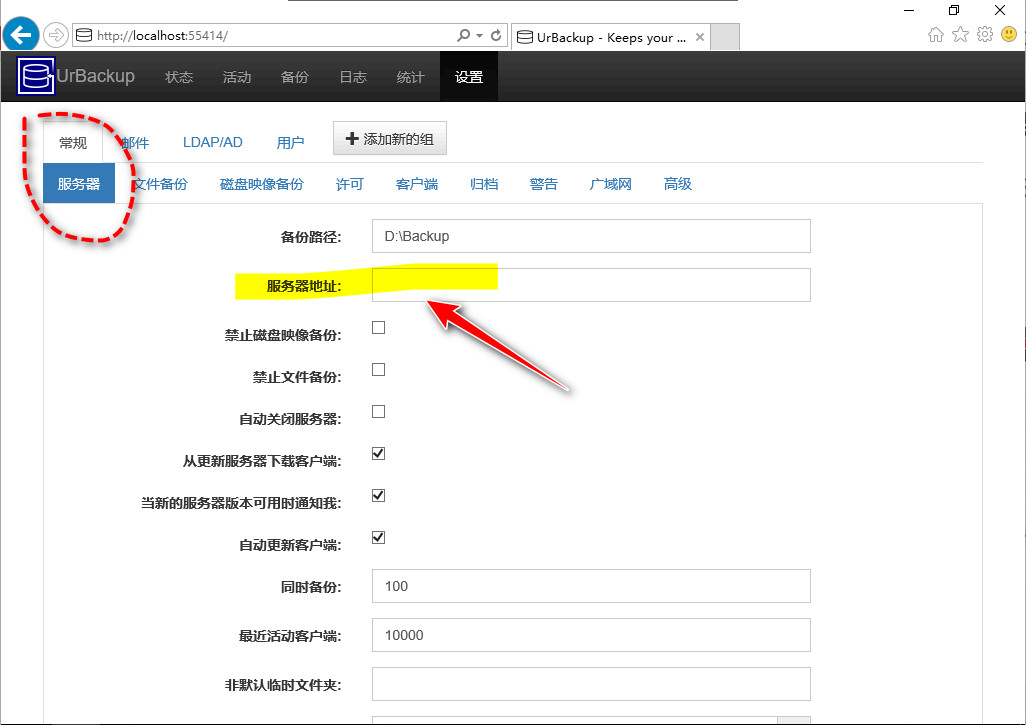 http://localhost:55414/
UrBackup - Keeps your ...
UrBackup 状态 活动 备份 日志 统计 设置
常规 邮件 LDAP/AD 用户 添加新的组
服务器 文件备份 磁盘映像备份 许可 客户端 归档 警告 广域网 高级
备份路径: D:\Backup
服务器地址:
禁止磁盘映像备份:
禁止文件备份:
自动关闭服务器:
从更新服务器下载客户端:
当新的服务器版本可用时通知我:
自动更新客户端:
同时备份: 100
最近活动客户端: 10000
非默认临时文件夹: